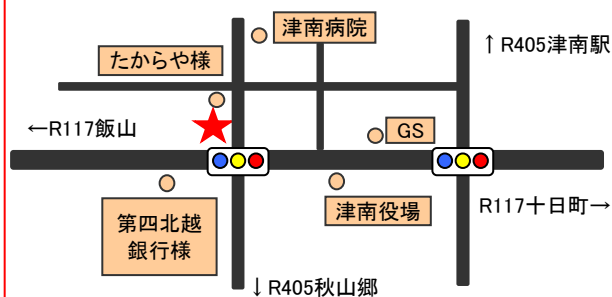 津南病院
↑R405津南駅
たからや様
←R117飯山
GS
第四北越
銀行様
津南役場
R117十日町→
↓R405秋山郷